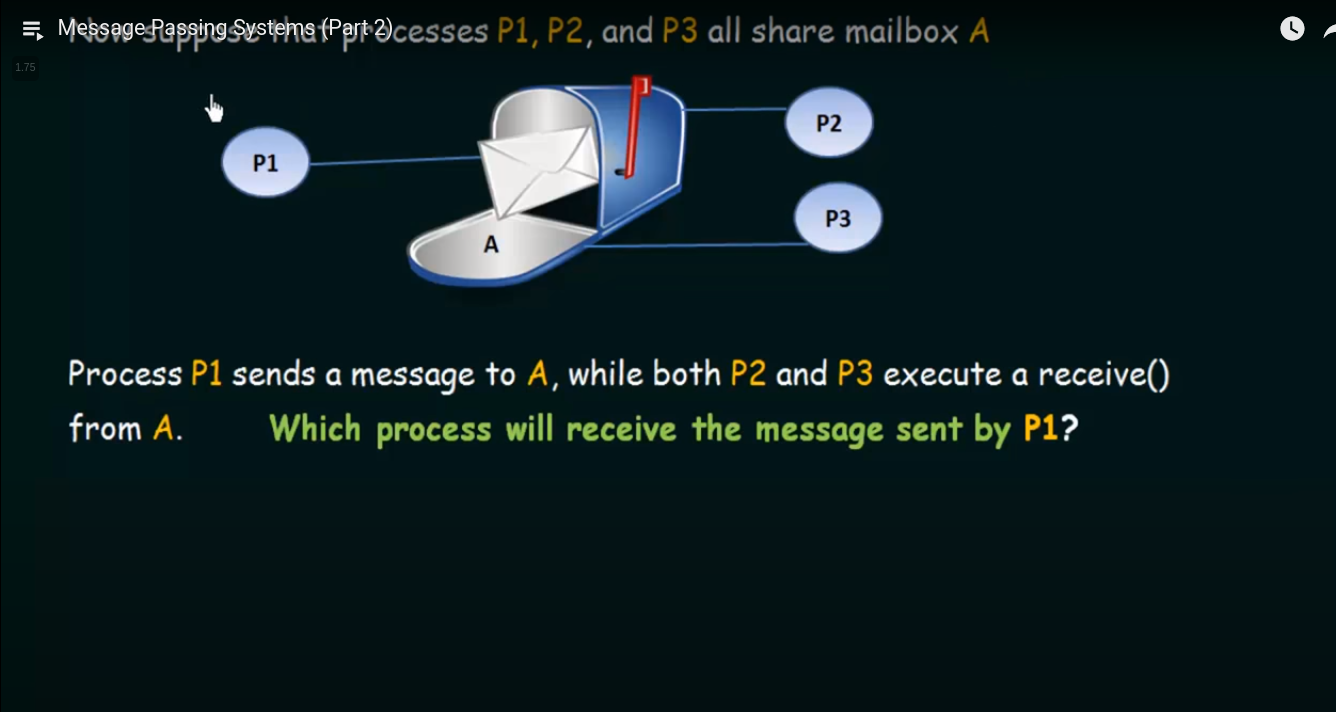 Message Passing Systems (Part 2)
Now suppose that processes P1, P2, and P3 all share mailbox A
1.75
P1
P2
P3
A
Process P1 sends a message to A, while both P2 and P3 execute a receive()
from A. Which process will receive the message sent by P1?